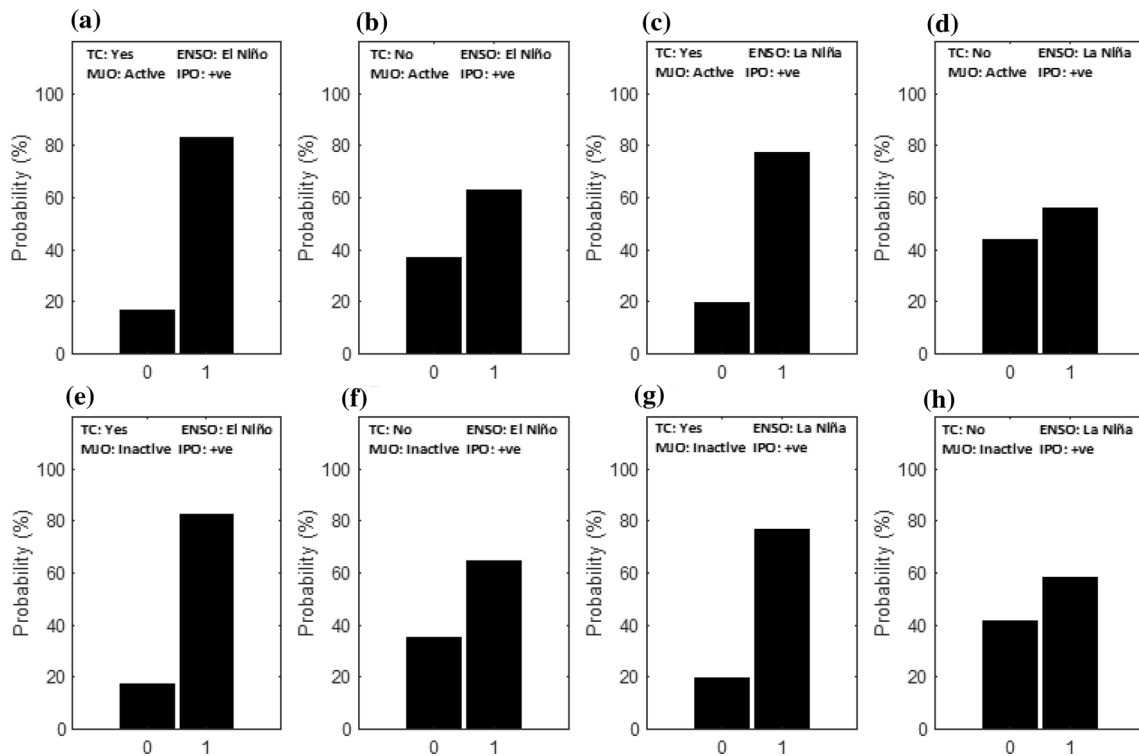 (a)
TC: Yes ENSO: El Niño
MJO: Active IPO: +ve
Probability (%)
100
80
60
40
20
0
0 1
(b)
TC: No ENSO: El Niño
MJO: Active IPO: +ve
Probability (%)
100
80
60
40
20
0
0 1
(c)
TC: Yes ENSO: La Niña
MJO: Active IPO: +ve
Probability (%)
100
80
60
40
20
0
0 1
(d)
TC: No ENSO: La Niña
MJO: Active IPO: +ve
Probability (%)
100
80
60
40
20
0
0 1
(e)
TC: Yes ENSO: El Niño
MJO: Inactive IPO: +ve
Probability (%)
100
80
60
40
20
0
0 1
(f)
TC: No ENSO: El Niño
MJO: Inactive IPO: +ve
Probability (%)
100
80
60
40
20
0
0 1
(g)
TC: Yes ENSO: La Niña
MJO: Inactive IPO: +ve
Probability (%)
100
80
60
40
20
0
0 1
(h)
TC: No ENSO: La Niña
MJO: Inactive IPO: +ve
Probability (%)
100
80
60
40
20
0
0 1